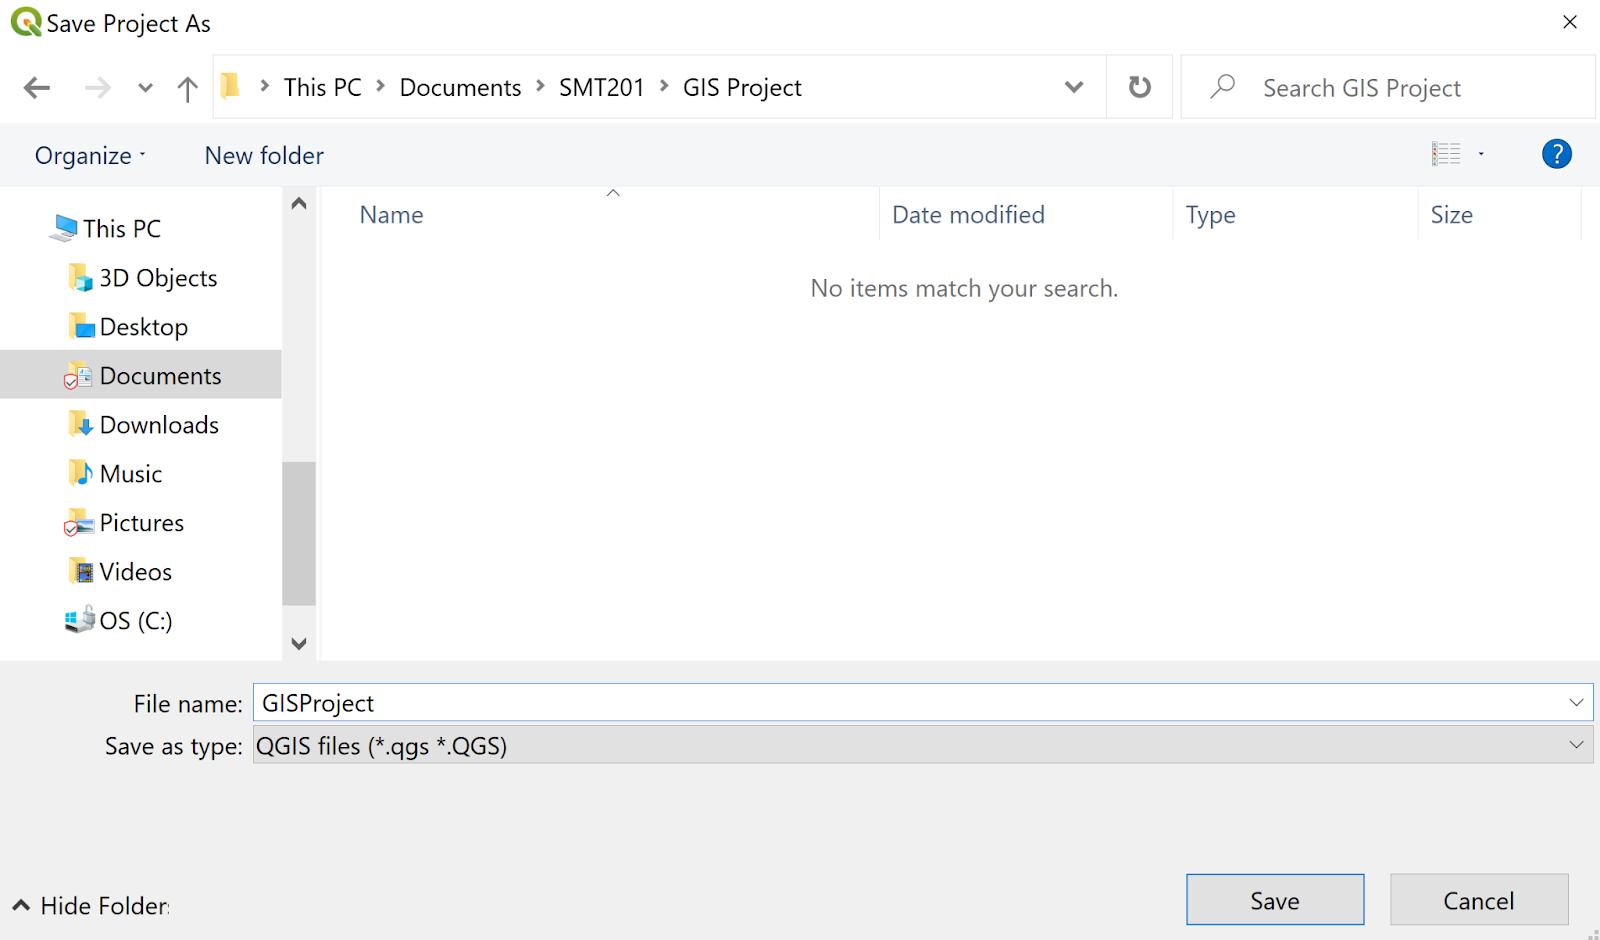 Save Project As
This PC > Documents > SMT201 > GIS Project
Search GIS Project
Organize
New folder
?
Name
Date modified
Type
Size
This PC
3D Objects
Desktop
Documents
Downloads
Music
Pictures
Videos
OS (C:)
No items match your search.
File name: GISProject
Save as type: QGIS files (*.qgs *.QGS)
Hide Folder
Save
Cancel